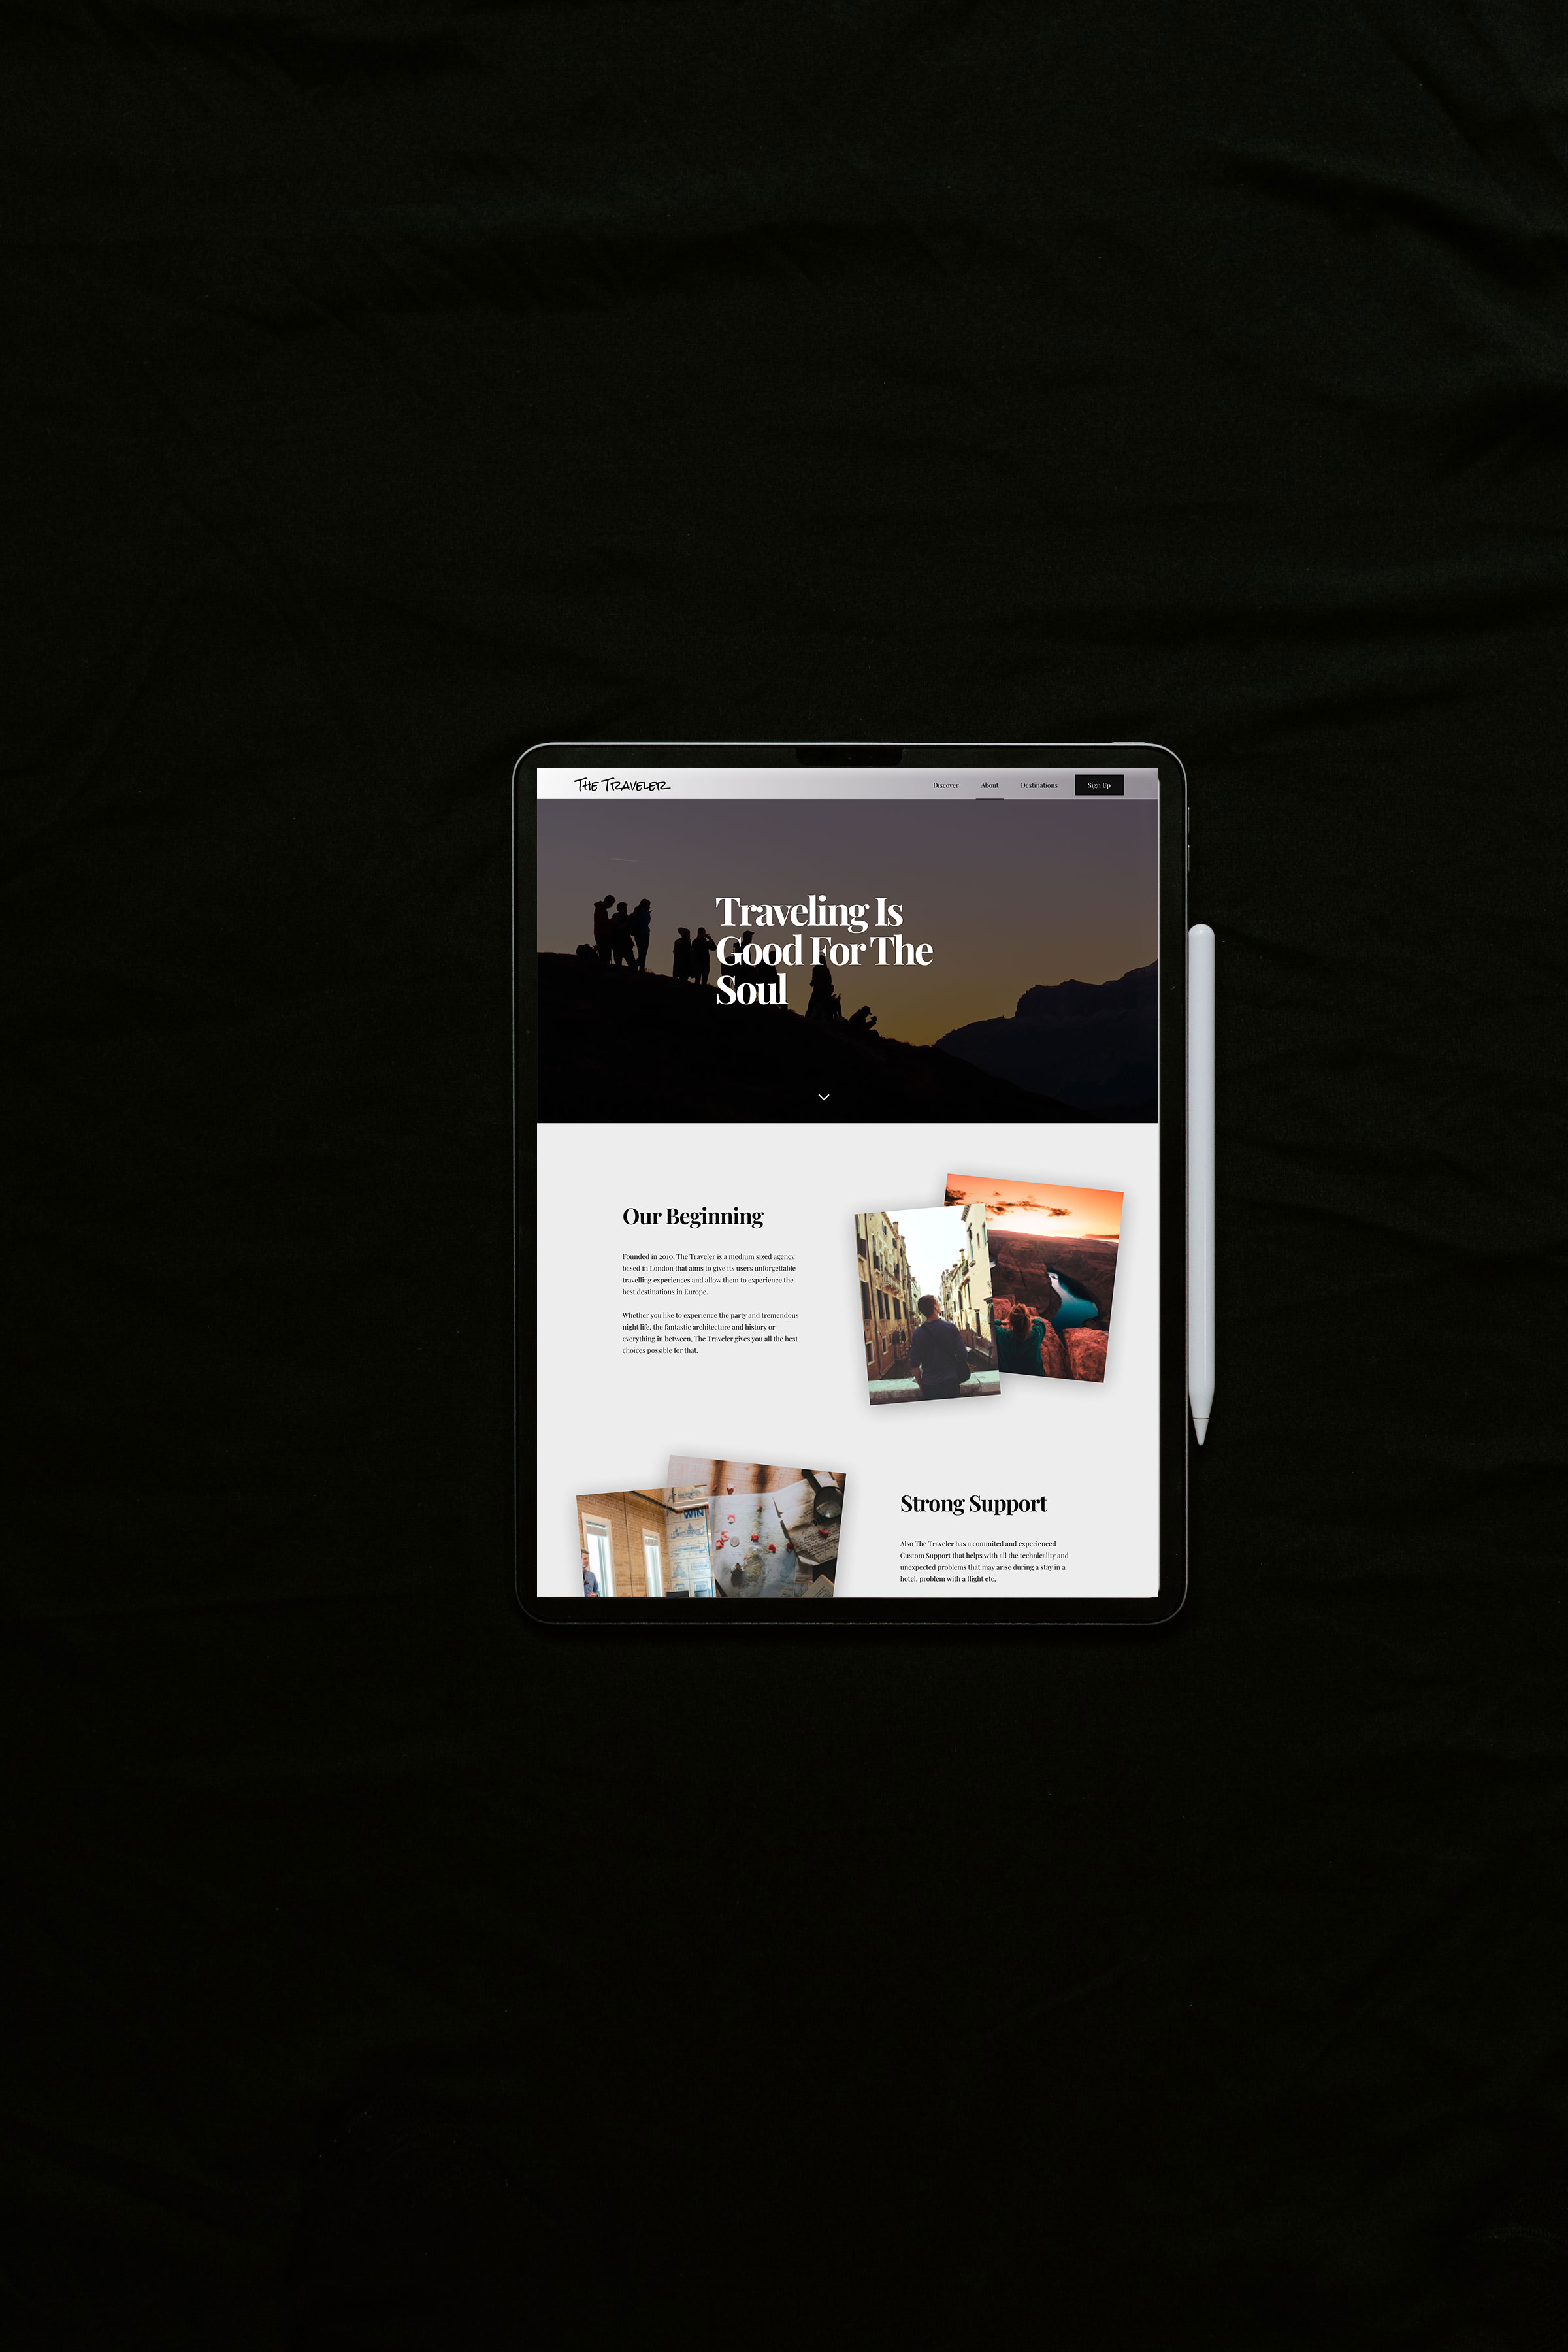 The Traveler
Discover
About
Destinations
Sign Up
Traveling Is
Good For The
Soul
Our Beginning
Founded in 2010, The Traveler is a medium sized agency
based in London that aims to give its users unforgettable
travelling experiences and allow them to experience the
best destinations in Europe.
Whether you like to experience the party and tremendous
night life, the fantastic architecture and history or
everything in between, The Traveler gives you all the best
choices possible for that.
WIN
Strong Support
Also The Traveler has a commited and experienced
Custom Support that helps with all the technicality and
unexpected problems that may arise during a stay in a
hotel, problem with a flight etc.